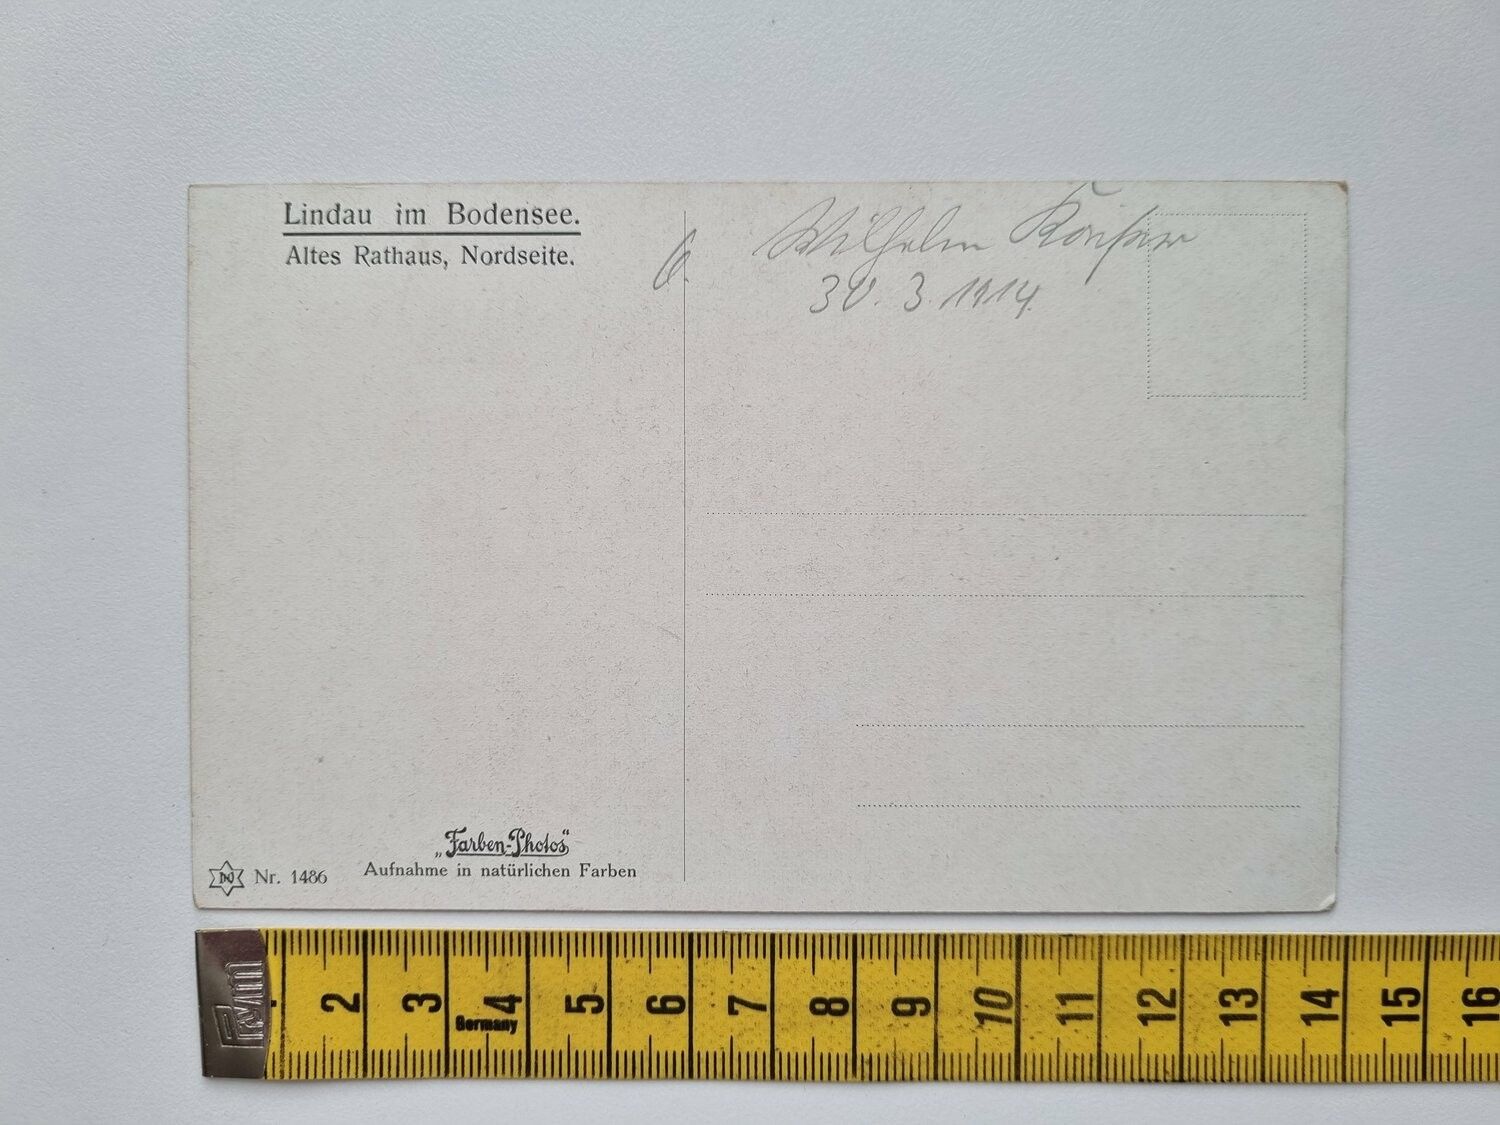 Lindau im Bodensee.
Altes Rathaus, Nordseite.
6.
Wilhelm
30. 3. 1914.
„Farben-Photos“
Nr. 1486
Aufnahme in natürlichen Farben
2 3 4 5 6 7 8 9 10 11 12 13 14 15 16
Germany